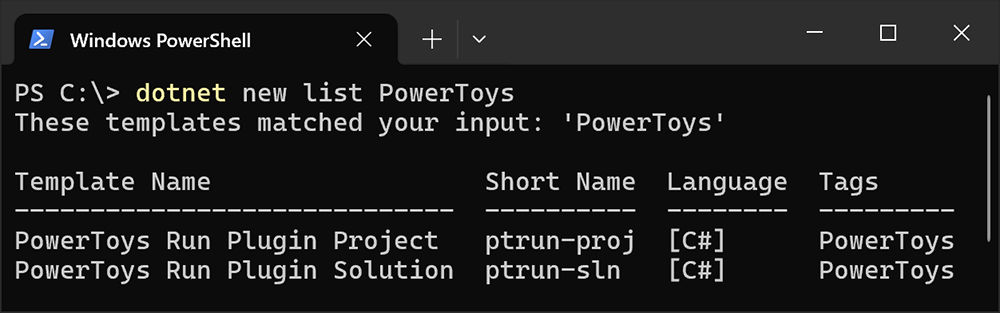 Windows PowerShell
PS C:\> dotnet new list PowerToys
These templates matched your input: 'PowerToys'
Template Name                  Short Name  Language  Tags
-----------------------------  ----------  --------  ---------
PowerToys Run Plugin Project   ptrun-proj  [C#]      PowerToys
PowerToys Run Plugin Solution  ptrun-sln   [C#]      PowerToys